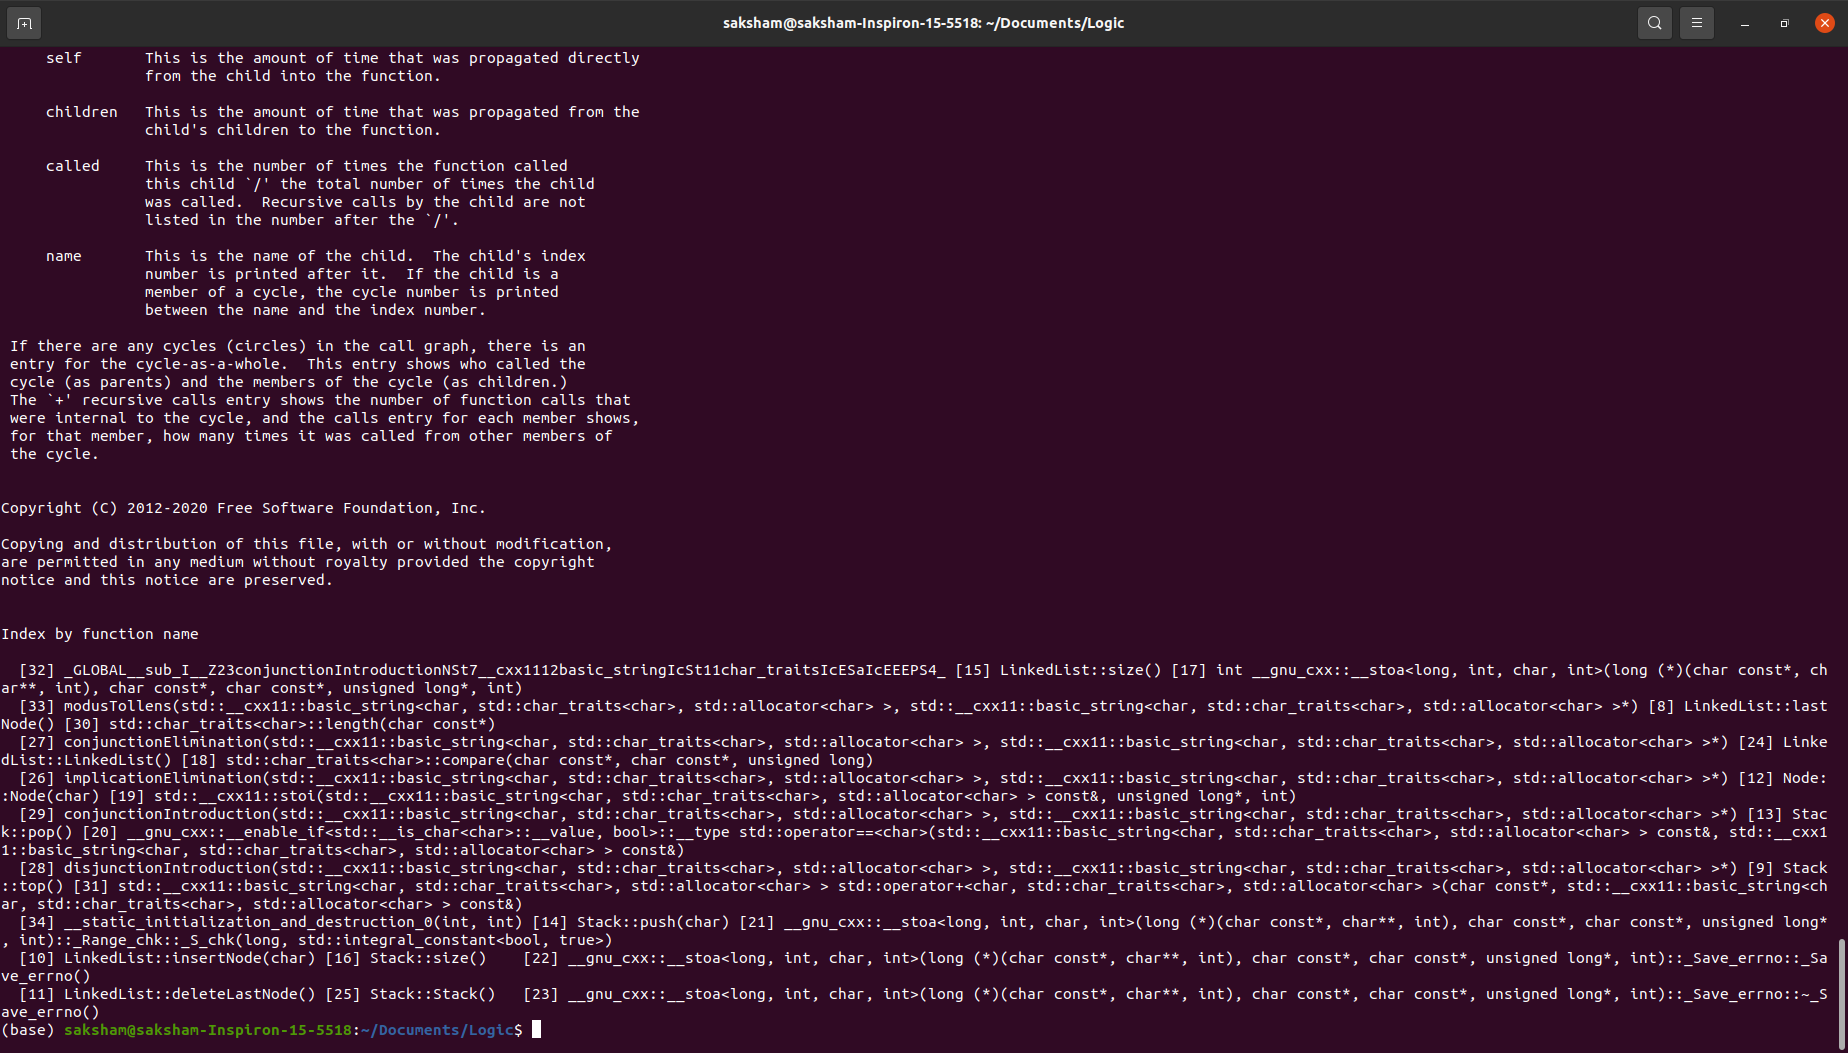 saksham@saksham-Inspiron-15-5518: ~/Documents/Logic
self       This is the amount of time that was propagated directly
from the child into the function.
children   This is the amount of time that was propagated from the
child's children to the function.
called     This is the number of times the function called
this child `/' the total number of times the child
was called.  Recursive calls by the child are not
listed in the number after the `/'.
name       This is the name of the child.  The child's index
number is printed after it.  If the child is a
member of a cycle, the cycle number is printed
between the name and the index number.
If there are any cycles (circles) in the call graph, there is an
entry for the cycle-as-a-whole.  This entry shows who called the
cycle (as parents) and the members of the cycle (as children.)
The `+' recursive calls entry shows the number of function calls that
were internal to the cycle, and the calls entry for each member shows,
for that member, how many times it was called from other members of
the cycle.
Copyright (C) 2012-2020 Free Software Foundation, Inc.
Copying and distribution of this file, with or without modification,
are permitted in any medium without royalty provided the copyright
notice and this notice are preserved.
Index by function name
[32] _GLOBAL__sub_I__Z23conjunctionIntroductionNSt7__cxx1112basic_stringIcSt11char_traitsIcESaIcEEEPS4_ [15] LinkedList::size() [17] int __gnu_cxx::__stoa<long, int, char, int>(long (*)(char const*, ch
ar**, int), char const*, char const*, unsigned long*, int)
[33] modusTollens(std::__cxx11::basic_string<char, std::char_traits<char>, std::allocator<char> >, std::__cxx11::basic_string<char, std::char_traits<char>, std::allocator<char> >*) [8] LinkedList::last
Node() [30] std::char_traits<char>::length(char const*)
[27] conjunctionElimination(std::__cxx11::basic_string<char, std::char_traits<char>, std::allocator<char> >, std::__cxx11::basic_string<char, std::char_traits<char>, std::allocator<char> >*) [24] Linke
dList::LinkedList() [18] std::char_traits<char>::compare(char const*, char const*, unsigned long)
[26] implicationElimination(std::__cxx11::basic_string<char, std::char_traits<char>, std::allocator<char> >, std::__cxx11::basic_string<char, std::char_traits<char>, std::allocator<char> >*) [12] Node:
:Node(char) [19] std::__cxx11::stoi(std::__cxx11::basic_string<char, std::char_traits<char>, std::allocator<char> > const&, unsigned long*, int)
[29] conjunctionIntroduction(std::__cxx11::basic_string<char, std::char_traits<char>, std::allocator<char> >, std::__cxx11::basic_string<char, std::char_traits<char>, std::allocator<char> >*) [13] Stac
k::pop() [20] __gnu_cxx::__enable_if<std::__is_char<char>::__value, bool>::__type std::operator==<char>(std::__cxx11::basic_string<char, std::char_traits<char>, std::allocator<char> > const&, std::__cxx1
1::basic_string<char, std::char_traits<char>, std::allocator<char> > const&)
[28] disjunctionIntroduction(std::__cxx11::basic_string<char, std::char_traits<char>, std::allocator<char> >, std::__cxx11::basic_string<char, std::char_traits<char>, std::allocator<char> >*) [9] Stack
::top() [31] std::__cxx11::basic_string<char, std::char_traits<char>, std::allocator<char> > std::operator+<char, std::char_traits<char>, std::allocator<char> >(char const*, std::__cxx11::basic_string<ch
ar, std::char_traits<char>, std::allocator<char> > const&)
[34] __static_initialization_and_destruction_0(int, int) [14] Stack::push(char) [21] __gnu_cxx::__stoa<long, int, char, int>(long (*)(char const*, char**, int), char const*, char const*, unsigned long*
, int)::_Range_chk::_S_chk(long, std::integral_constant<bool, true>)
[10] LinkedList::insertNode(char) [16] Stack::size()    [22] __gnu_cxx::__stoa<long, int, char, int>(long (*)(char const*, char**, int), char const*, char const*, unsigned long*, int)::_Save_errno::_Sa
ve_errno()
[11] LinkedList::deleteLastNode() [25] Stack::Stack()   [23] __gnu_cxx::__stoa<long, int, char, int>(long (*)(char const*, char**, int), char const*, char const*, unsigned long*, int)::_Save_errno::~_S
ave_errno()
(base) saksham@saksham-Inspiron-15-5518:~/Documents/Logic$